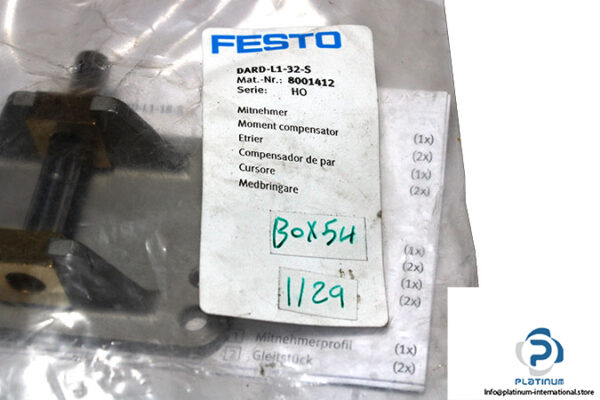 FESTO
DARD-L1-32-S
Mat.-Nr.: 8001412
Serie: HO
Mitnehmer
Moment compensator
Etrier
Compensador de par
Cursore
Medbringare
BOX54
1/29
(1x)
(2x)
(1x)
(2x)
(1x)
(2x)
(1x)
(2x)
1 Mitnehmerprofil (1x)
2 Gleitstück (2x)
PLATINUM
Info@platinum-international.store